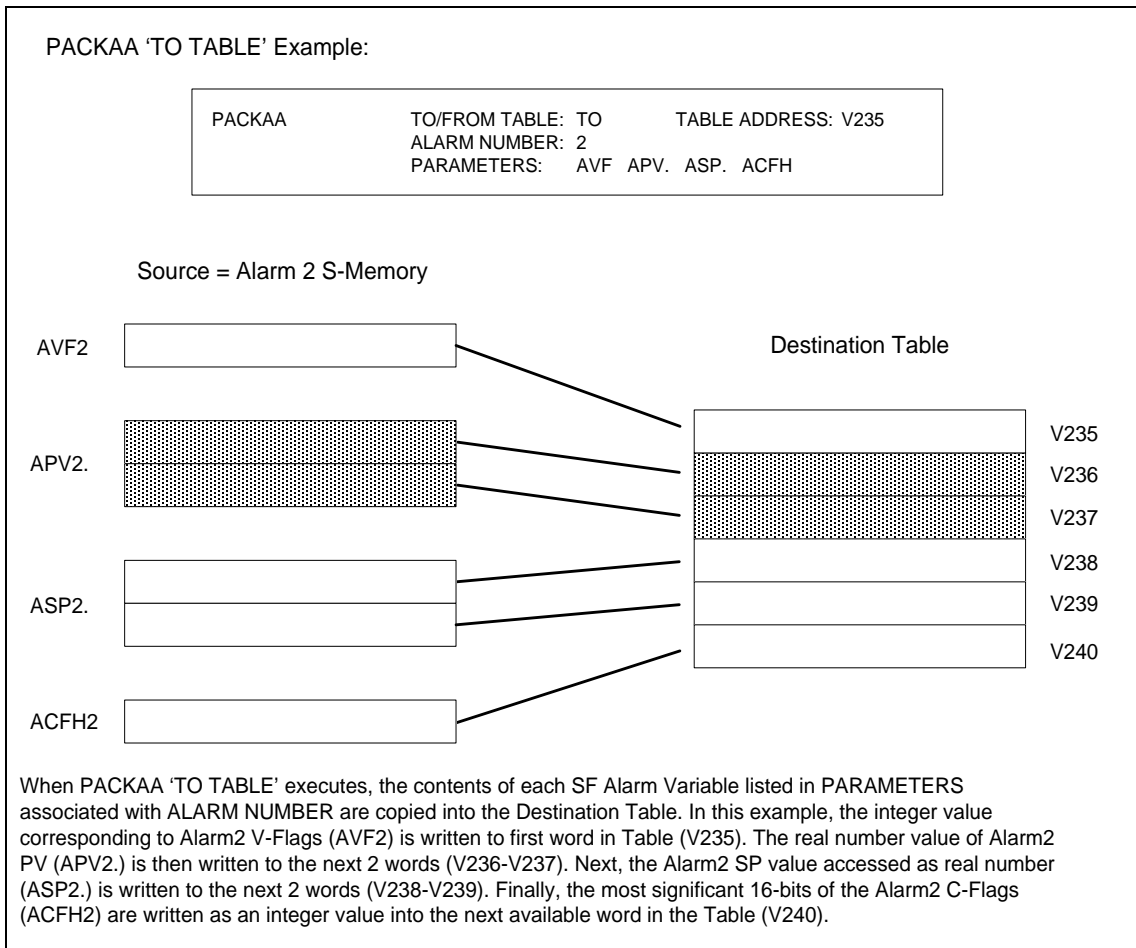 PACKAA ‘TO TABLE’ Example:
PACKAA TO/FROM TABLE: TO TABLE ADDRESS: V235
ALARM NUMBER: 2
PARAMETERS: AVF APV. ASP. ACFH
Source = Alarm 2 S-Memory
AVF2
Destination Table
V235
APV2.
V236
V237
V238
ASP2.
V239
V240
ACFH2
When PACKAA ‘TO TABLE’ executes, the contents of each SF Alarm Variable listed in PARAMETERS
associated with ALARM NUMBER are copied into the Destination Table. In this example, the integer value
corresponding to Alarm2 V-Flags (AVF2) is written to first word in Table (V235). The real number value of Alarm2
PV (APV2.) is then written to the next 2 words (V236-V237). Next, the Alarm2 SP value accessed as real number
(ASP2.) is written to the next 2 words (V238-V239). Finally, the most significant 16-bits of the Alarm2 C-Flags
(ACFH2) are written as an integer value into the next available word in the Table (V240).